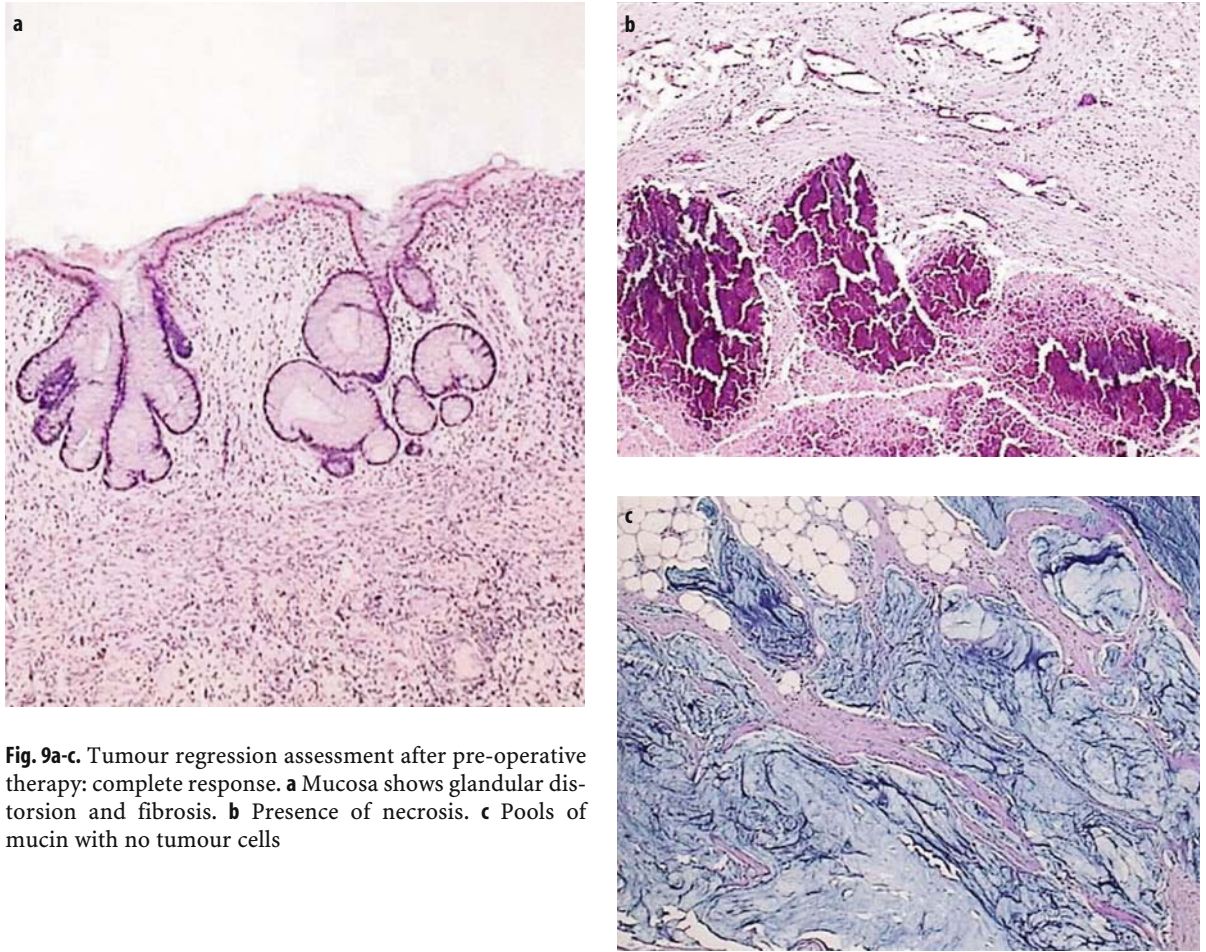 a
b
c
Fig. 9a-c. Tumour regression assessment after pre-operative
therapy: complete response. a Mucosa shows glandular dis-
torsion and fibrosis. b Presence of necrosis. c Pools of
mucin with no tumour cells